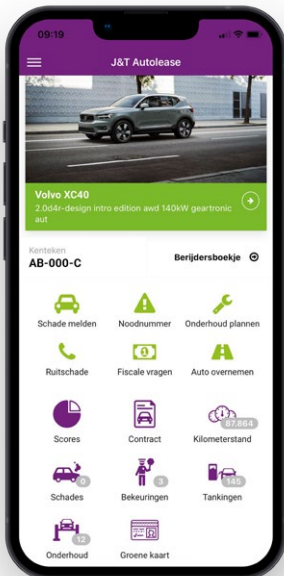 09:19
J&T Autolease
Volvo XC40
2.0d4r-design intro edition awd 140kW geartronic
aut
Kenteken
AB-000-C
Berijdersboekje
Schade melden
Noodnummer
Onderhoud plannen
Ruitschade
Fiscale vragen
Auto overnemen
Scores
Contract
87.864
Kilometerstand
0
Schades
3
Bekeuringen
145
Tankingen
12
Onderhoud
Groene kaart